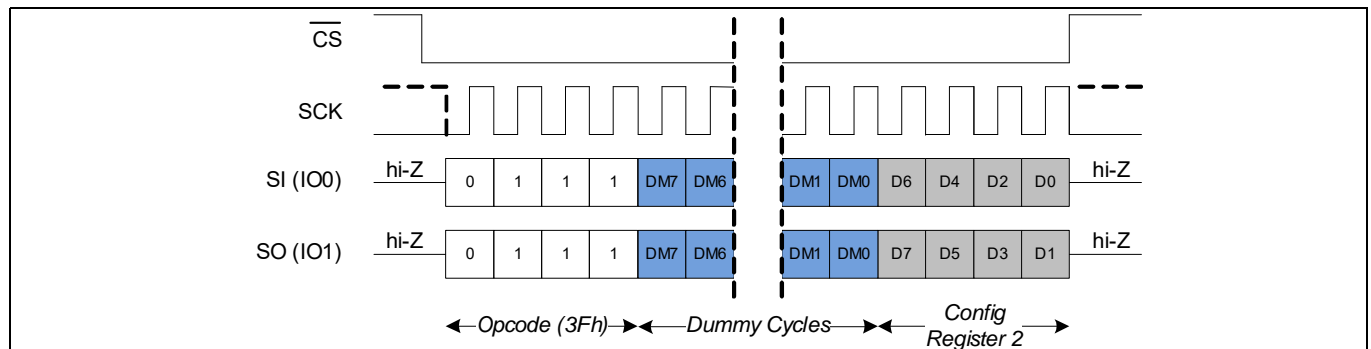 CS
SCK
hi-Z 0 1 1 1 DM7 DM6 DM1 DM0 D6 D4 D2 D0 hi-Z
SI (IO0)
hi-Z 0 1 1 1 DM7 DM6 DM1 DM0 D7 D5 D3 D1 hi-Z
SO (IO1)
Opcode (3Fh) Dummy Cycles Config
Register 2